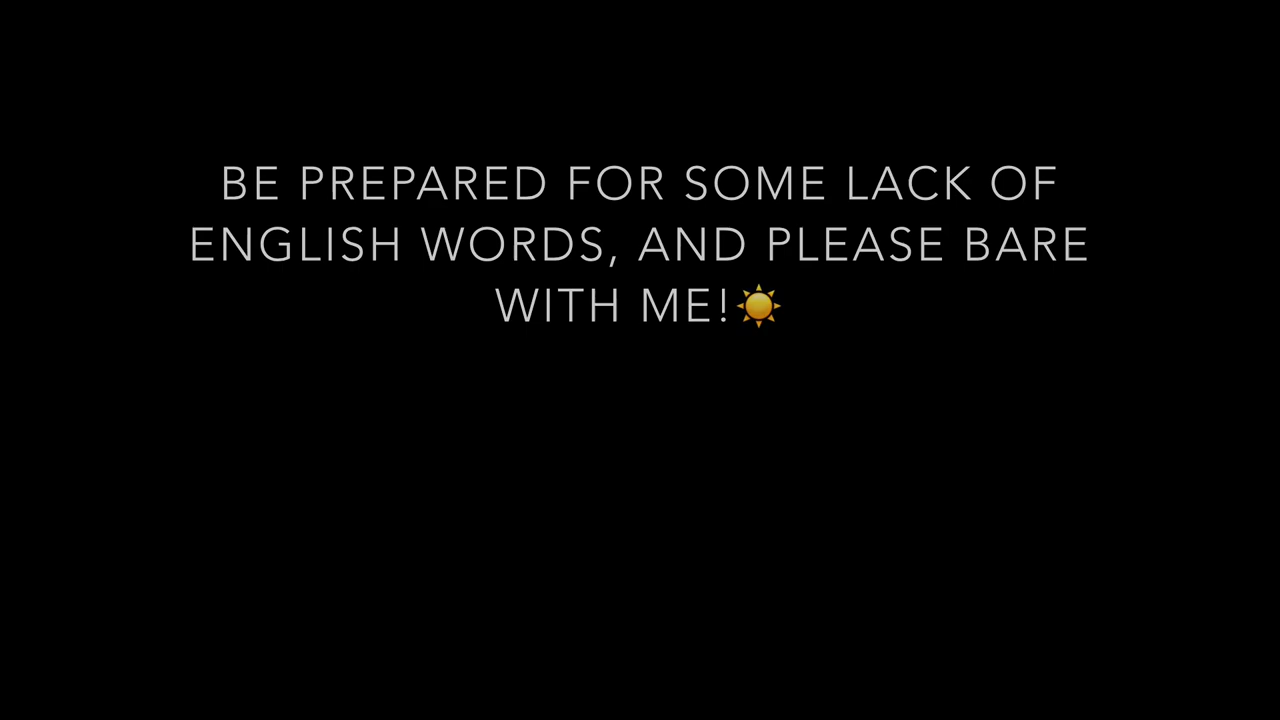 BE PREPARED FOR SOME LACK OF
ENGLISH WORDS, AND PLEASE BARE
WITH ME!☀️